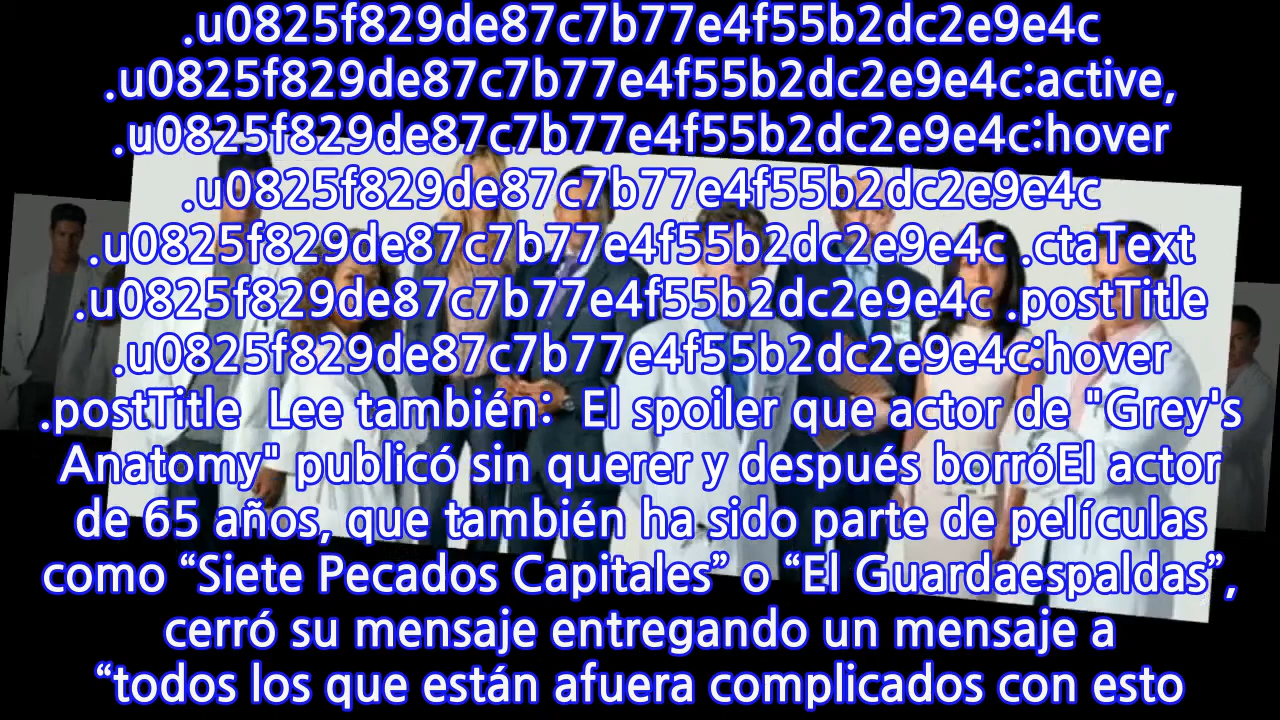 .u0825f829de87c7b77e4f55b2dc2e9e4c
.u0825f829de87c7b77e4f55b2dc2e9e4c:active,
.u0825f829de87c7b77e4f55b2dc2e9e4c:hover
.u0825f829de87c7b77e4f55b2dc2e9e4c
.u0825f829de87c7b77e4f55b2dc2e9e4c .ctaText
.u0825f829de87c7b77e4f55b2dc2e9e4c .postTitle
.u0825f829de87c7b77e4f55b2dc2e9e4c:hover
.postTitle  Lee también:  El spoiler que actor de "Grey's
Anatomy" publicó sin querer y después borróEl actor
de 65 años, que también ha sido parte de películas
como “Siete Pecados Capitales” o “El Guardaespaldas”,
cerró su mensaje entregando un mensaje a
“todos los que están afuera complicados con esto